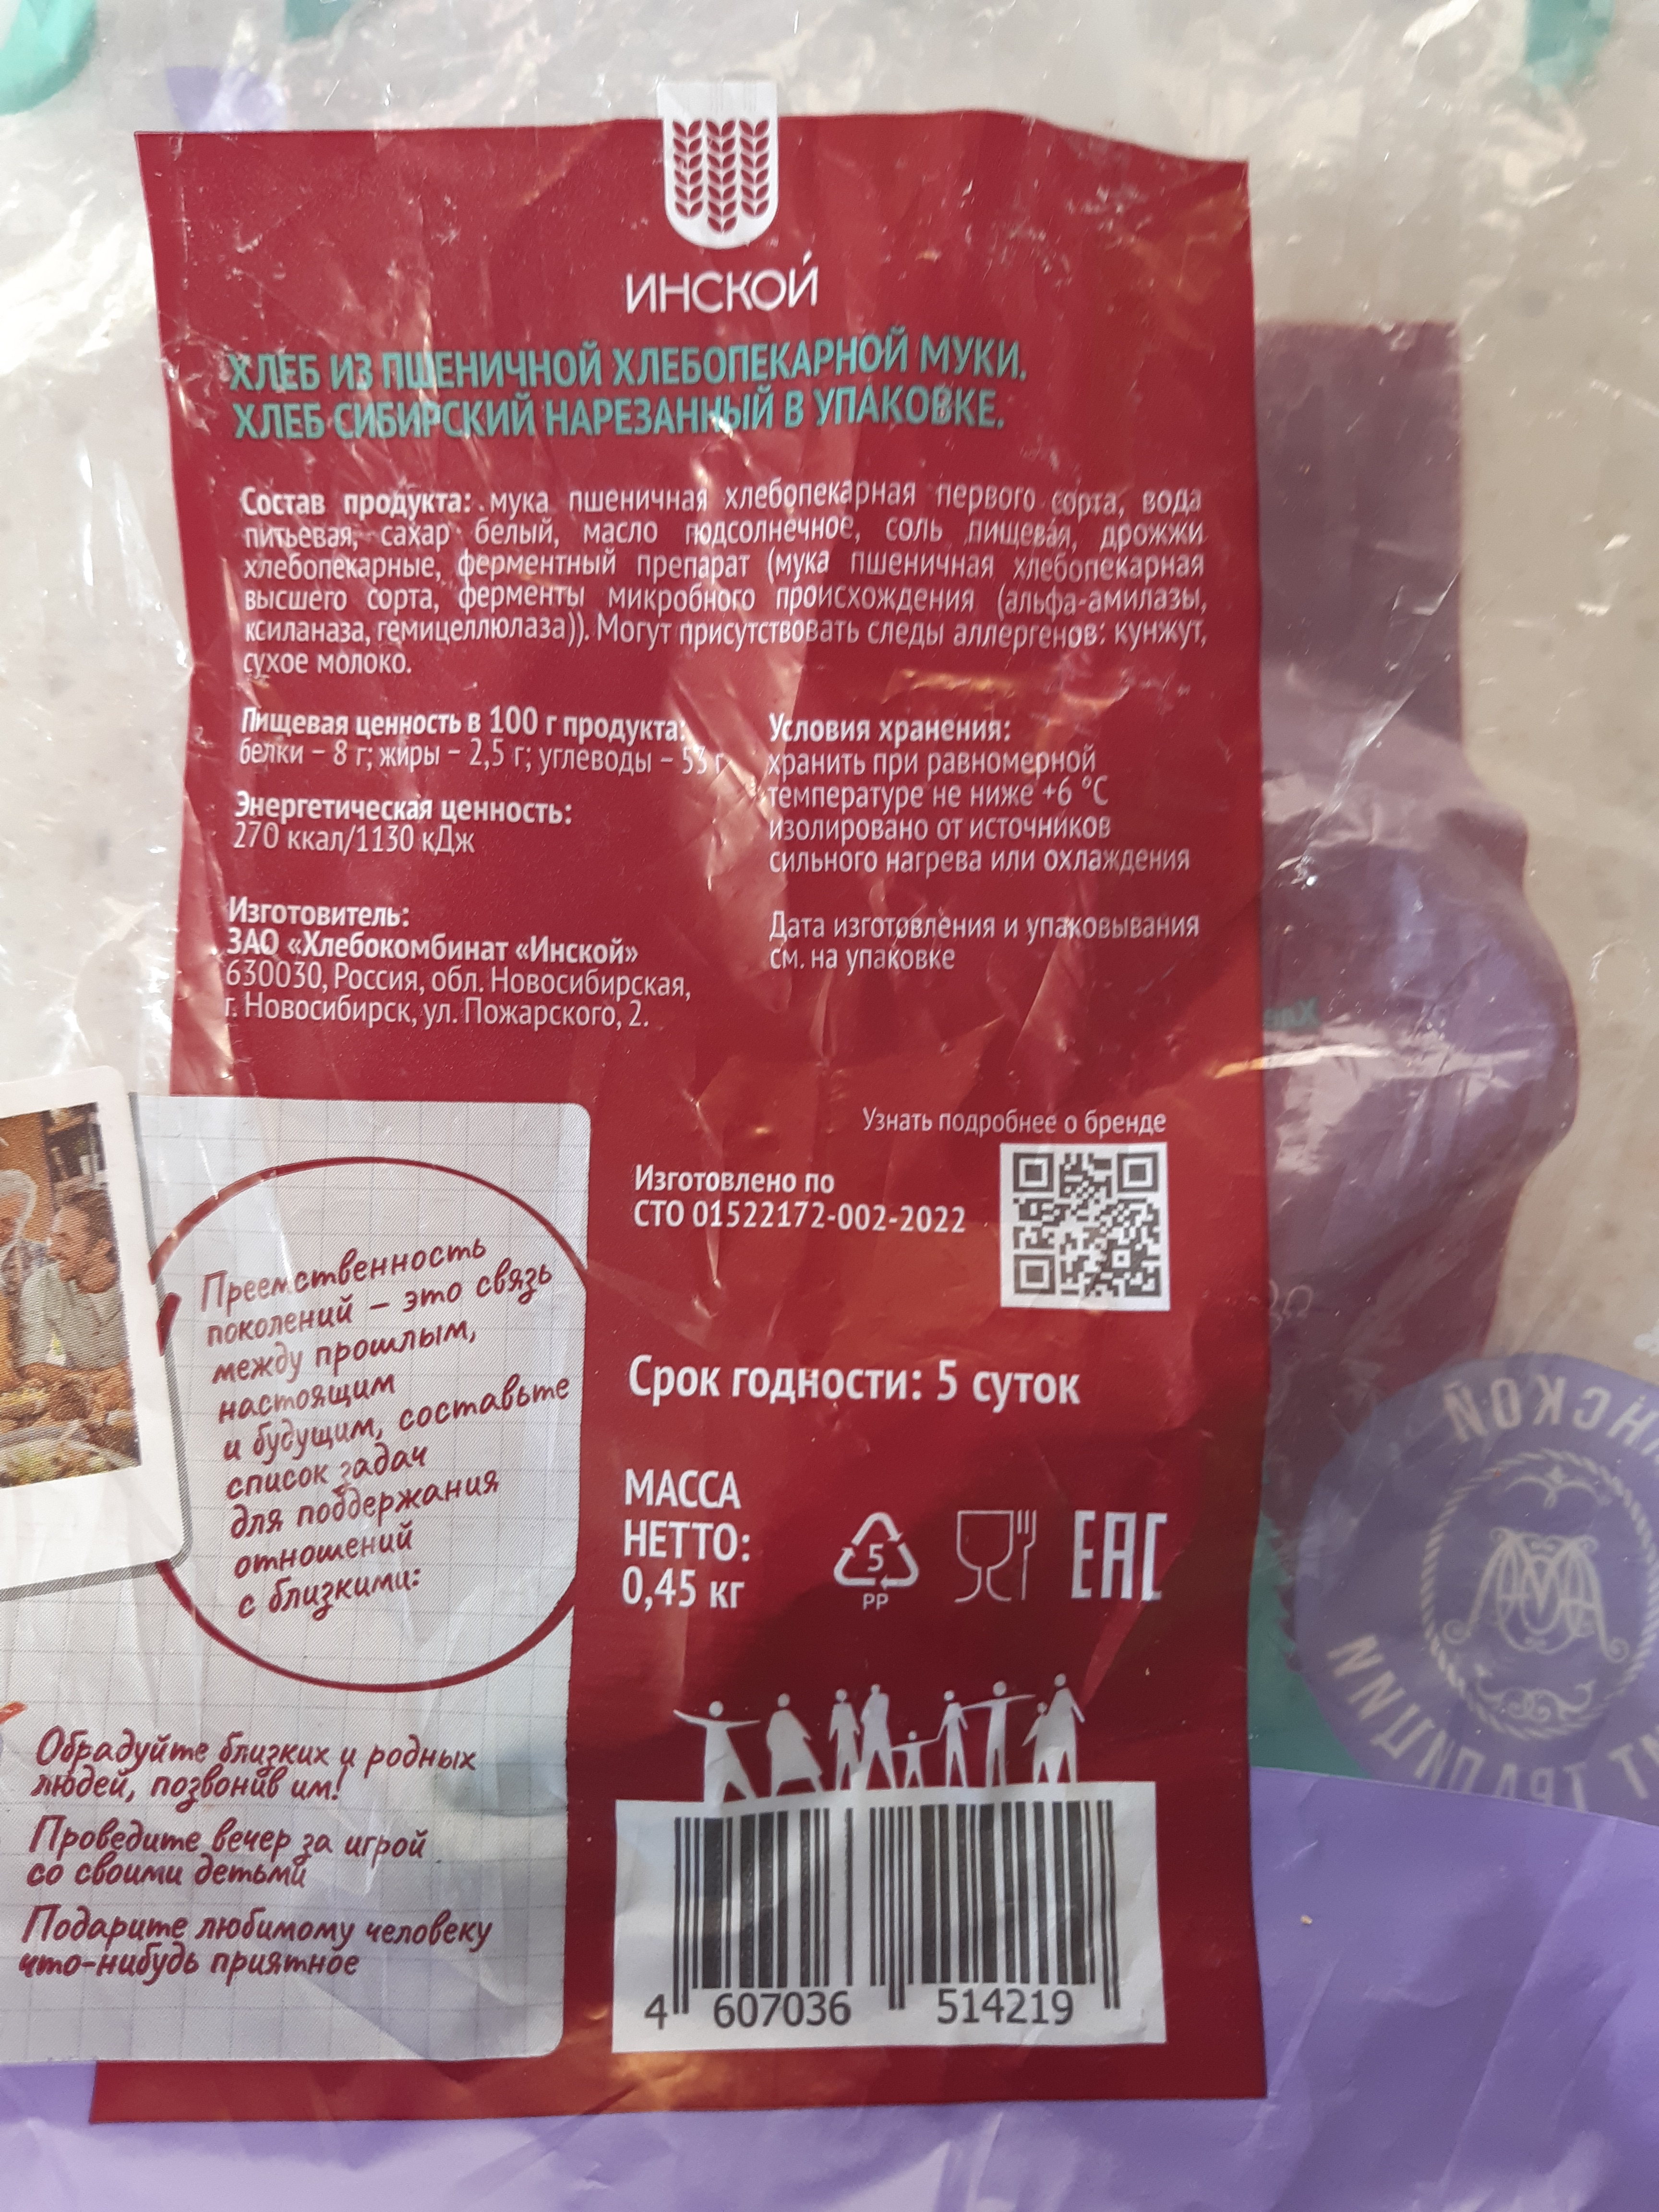 ИНСКОЙ
ХЛЕБ ИЗ ПШЕНИЧНОЙ ХЛЕБОПЕКАРНОЙ МУКИ.
ХЛЕБ СИБИРСКИЙ НАРЕЗАННЫЙ В УПАКОВКЕ.
Состав продукта: мука пшеничная хлебопекарная первого сорта, вода
питьевая, сахар белый, масло подсолнечное, соль пищевая, дрожжи
хлебопекарные, ферментный препарат (мука пшеничная хлебопекарная
высшего сорта, ферменты микробного происхождения (альфа-амилазы,
ксиланаза, гемицеллюлаза)). Могут присутствовать следы аллергенов: кунжут,
сухое молоко.
Пищевая ценность в 100 г продукта:
белки – 8 г; жиры – 2,5 г; углеводы – 53 г
Энергетическая ценность:
270 ккал/1130 кДж
Изготовитель:
ЗАО «Хлебокомбинат «Инской»
630030, Россия, обл. Новосибирская,
г. Новосибирск, ул. Пожарского, 2.
Условия хранения:
хранить при равномерной
температуре не ниже +6 °С
изолировано от источников
сильного нагрева или охлаждения
Дата изготовления и упаковывания
см. на упаковке
Узнать подробнее о бренде
Изготовлено по
СТО 01522172-002-2022
Срок годности: 5 суток
МАССА
НЕТТО:
0,45 кг
5
PP
EAC
4 607036 514219
Преемственность
поколений – это связь
между прошлым,
настоящим
и будущим, составьте
список задач
для поддержания
отношений
с близкими:
Обрадуйте близких и родных
людей, позвонив им!
Проведите вечер за игрой
со своими детьми
Подарите любимому человеку
что-нибудь приятное